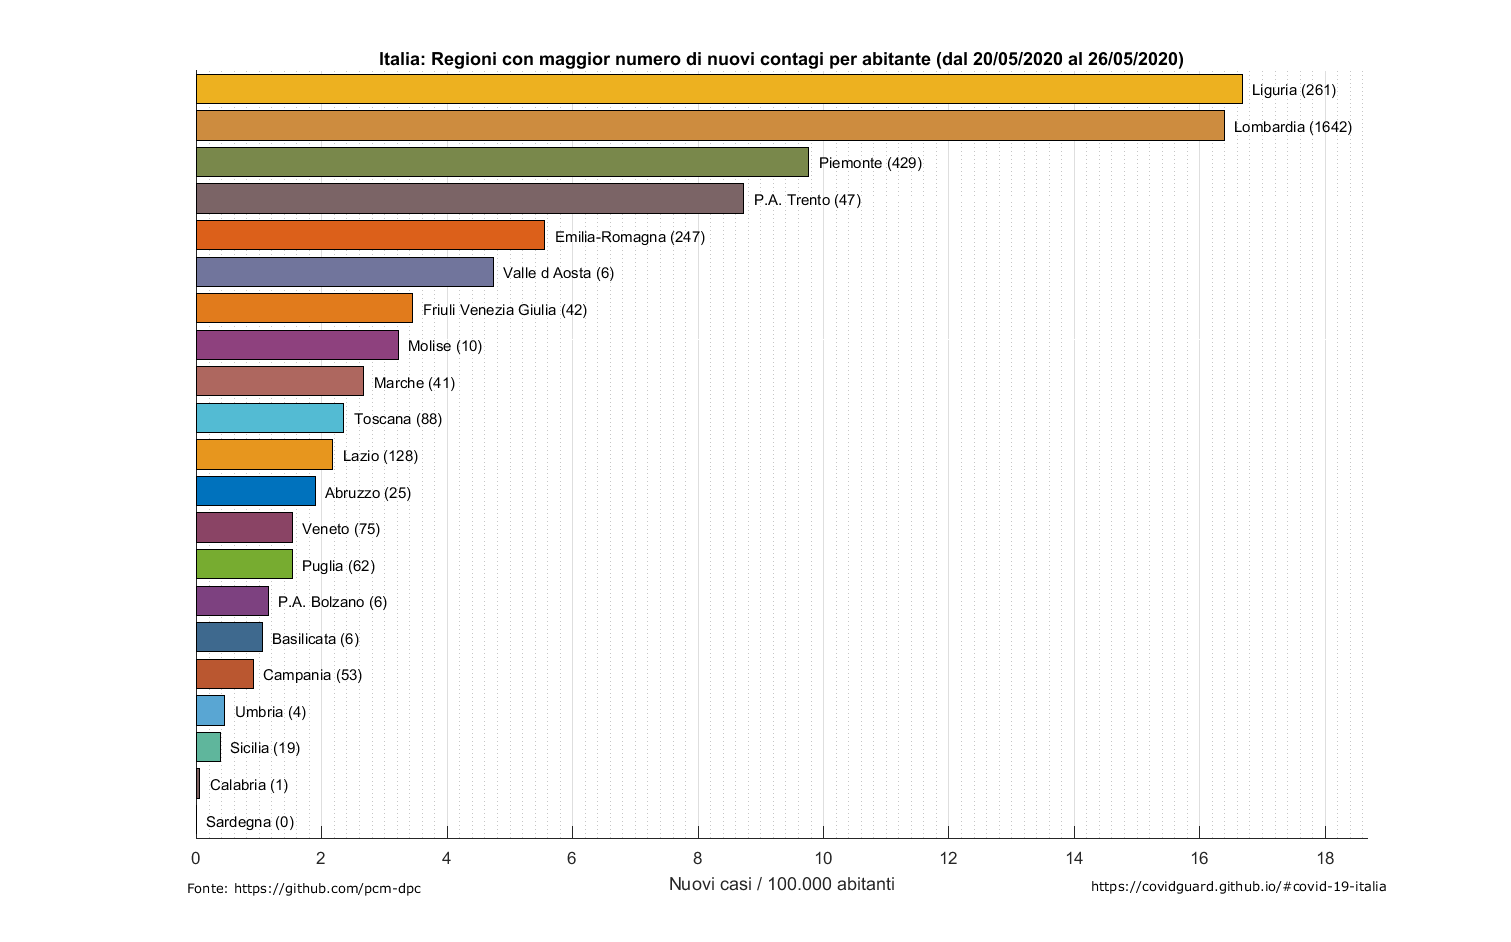 Italia: Regioni con maggior numero di nuovi contagi per abitante (dal 20/05/2020 al 26/05/2020)
Liguria (261)
Lombardia (1642)
Piemonte (429)
P.A. Trento (47)
Emilia-Romagna (247)
Valle d Aosta (6)
Friuli Venezia Giulia (42)
Molise (10)
Marche (41)
Toscana (88)
Lazio (128)
Abruzzo (25)
Veneto (75)
Puglia (62)
P.A. Bolzano (6)
Basilicata (6)
Campania (53)
Umbria (4)
Sicilia (19)
Calabria (1)
Sardegna (0)
0 2 4 6 8 10 12 14 16 18
Nuovi casi / 100.000 abitanti
Fonte: https://github.com/pcm-dpc
https://covidguard.github.io/#covid-19-italia